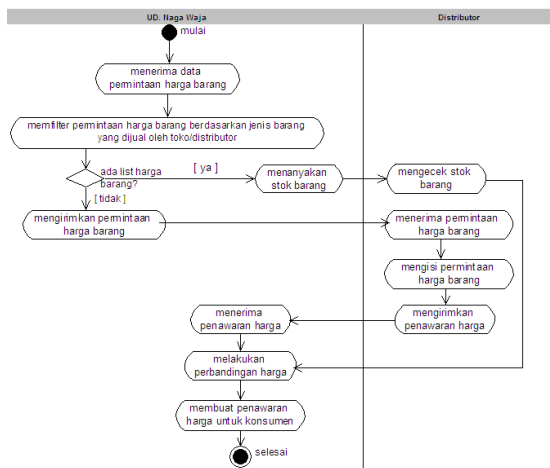 UD. Naga Waja
Distributor
mulai
menerima data
permintaan harga barang
memfilter permintaan harga barang berdasarkan jenis barang
yang dijual oleh toko/distributor
ada list harga
barang?
[ ya ]
menanyakan
stok barang
mengecek stok
barang
[ tidak ]
mengirimkan permintaan
harga barang
menerima permintaan
harga barang
mengisi permintaan
harga barang
menerima
penawaran harga
mengirimkan
penawaran harga
melakukan
perbandingan harga
membuat penawaran
harga untuk konsumen
selesai